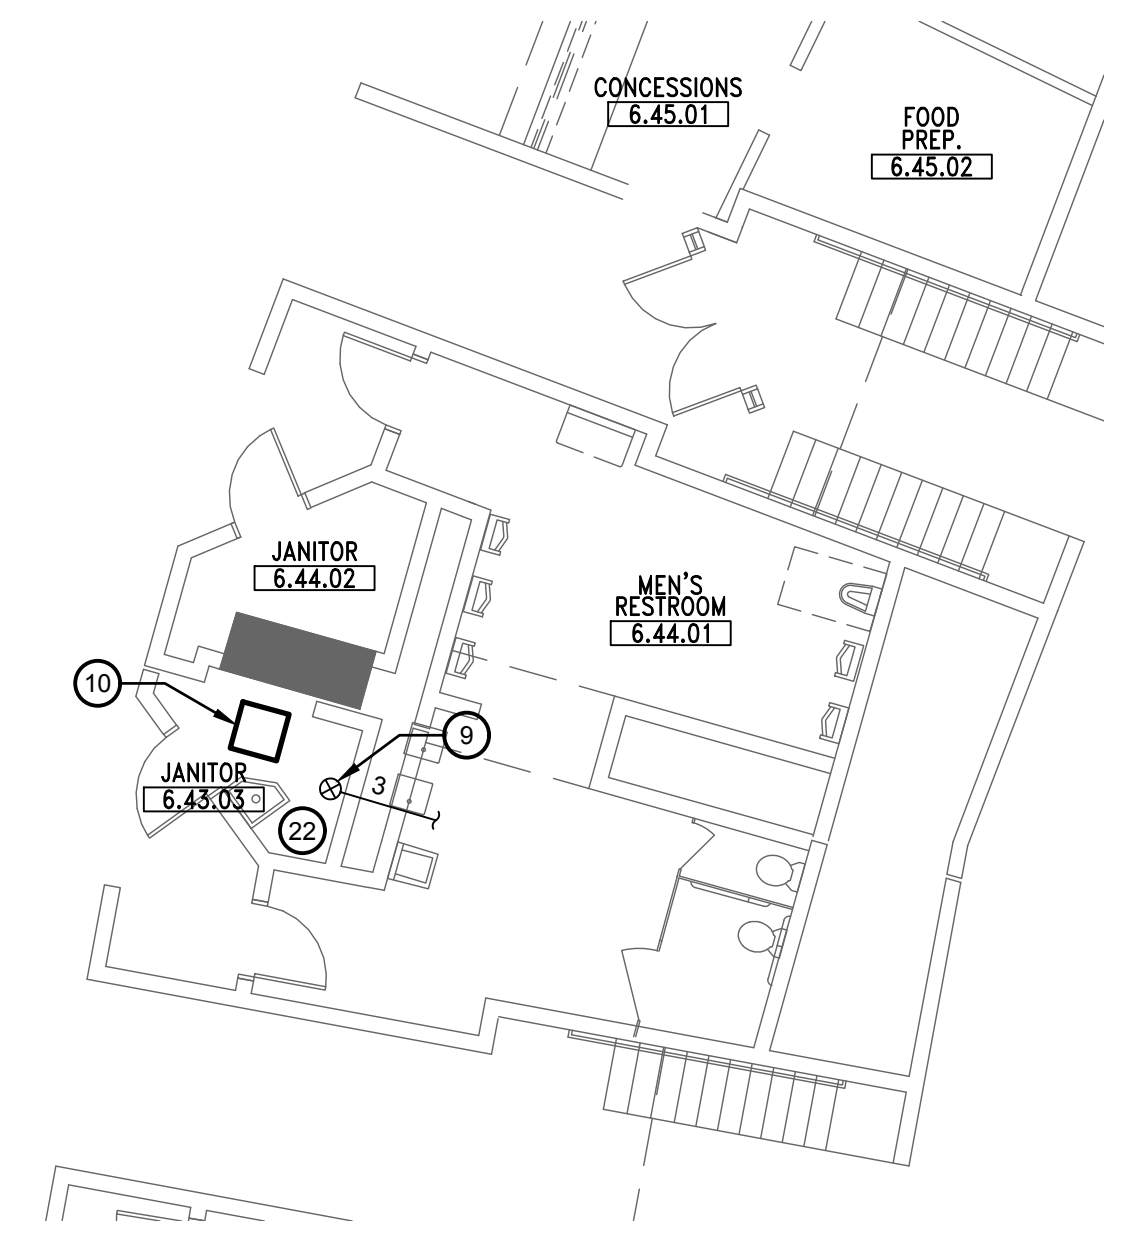 CONCESSIONS
6.45.01
FOOD
PREP.
6.45.02
JANITOR
6.44.02
MEN'S
RESTROOM
6.44.01
10
9
JANITOR
6.43.03
3
22